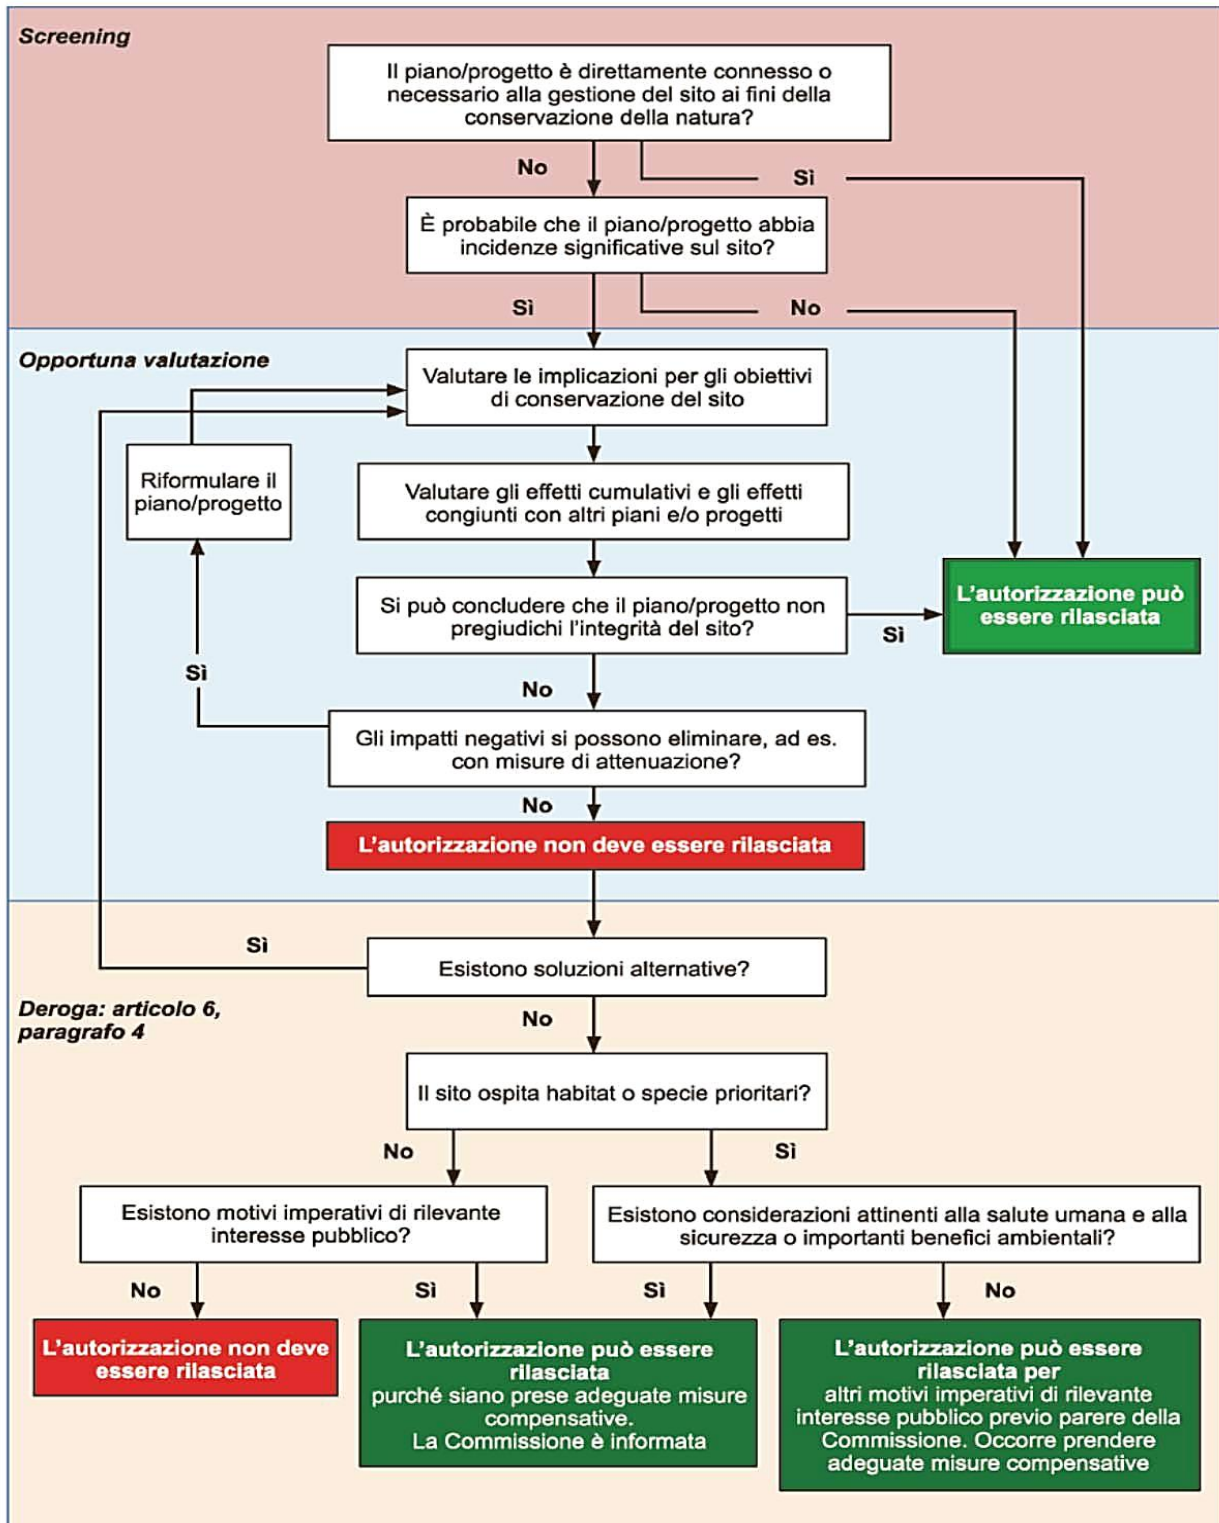 Screening
Il piano/progetto è direttamente connesso o
necessario alla gestione del sito ai fini della
conservazione della natura?
No
Sì
È probabile che il piano/progetto abbia
incidenze significative sul sito?
Sì
No
Opportuna valutazione
Valutare le implicazioni per gli obiettivi
di conservazione del sito
Riformulare il
piano/progetto
Valutare gli effetti cumulativi e gli effetti
congiunti con altri piani e/o progetti
Si può concludere che il piano/progetto non
pregiudichi l'integrità del sito?
Sì
L'autorizzazione può
essere rilasciata
Sì
No
Gli impatti negativi si possono eliminare, ad es.
con misure di attenuazione?
No
L'autorizzazione non deve essere rilasciata
Sì
Esistono soluzioni alternative?
Deroga: articolo 6,
paragrafo 4
No
Il sito ospita habitat o specie prioritari?
No
Sì
Esistono motivi imperativi di rilevante
interesse pubblico?
Esistono considerazioni attinenti alla salute umana e alla
sicurezza o importanti benefici ambientali?
No
Sì
Sì
No
L'autorizzazione non deve
essere rilasciata
L'autorizzazione può essere
rilasciata
purché siano prese adeguate misure
compensative.
La Commissione è informata
L'autorizzazione può essere
rilasciata per
altri motivi imperativi di rilevante
interesse pubblico previo parere della
Commissione. Occorre prendere
adeguate misure compensative